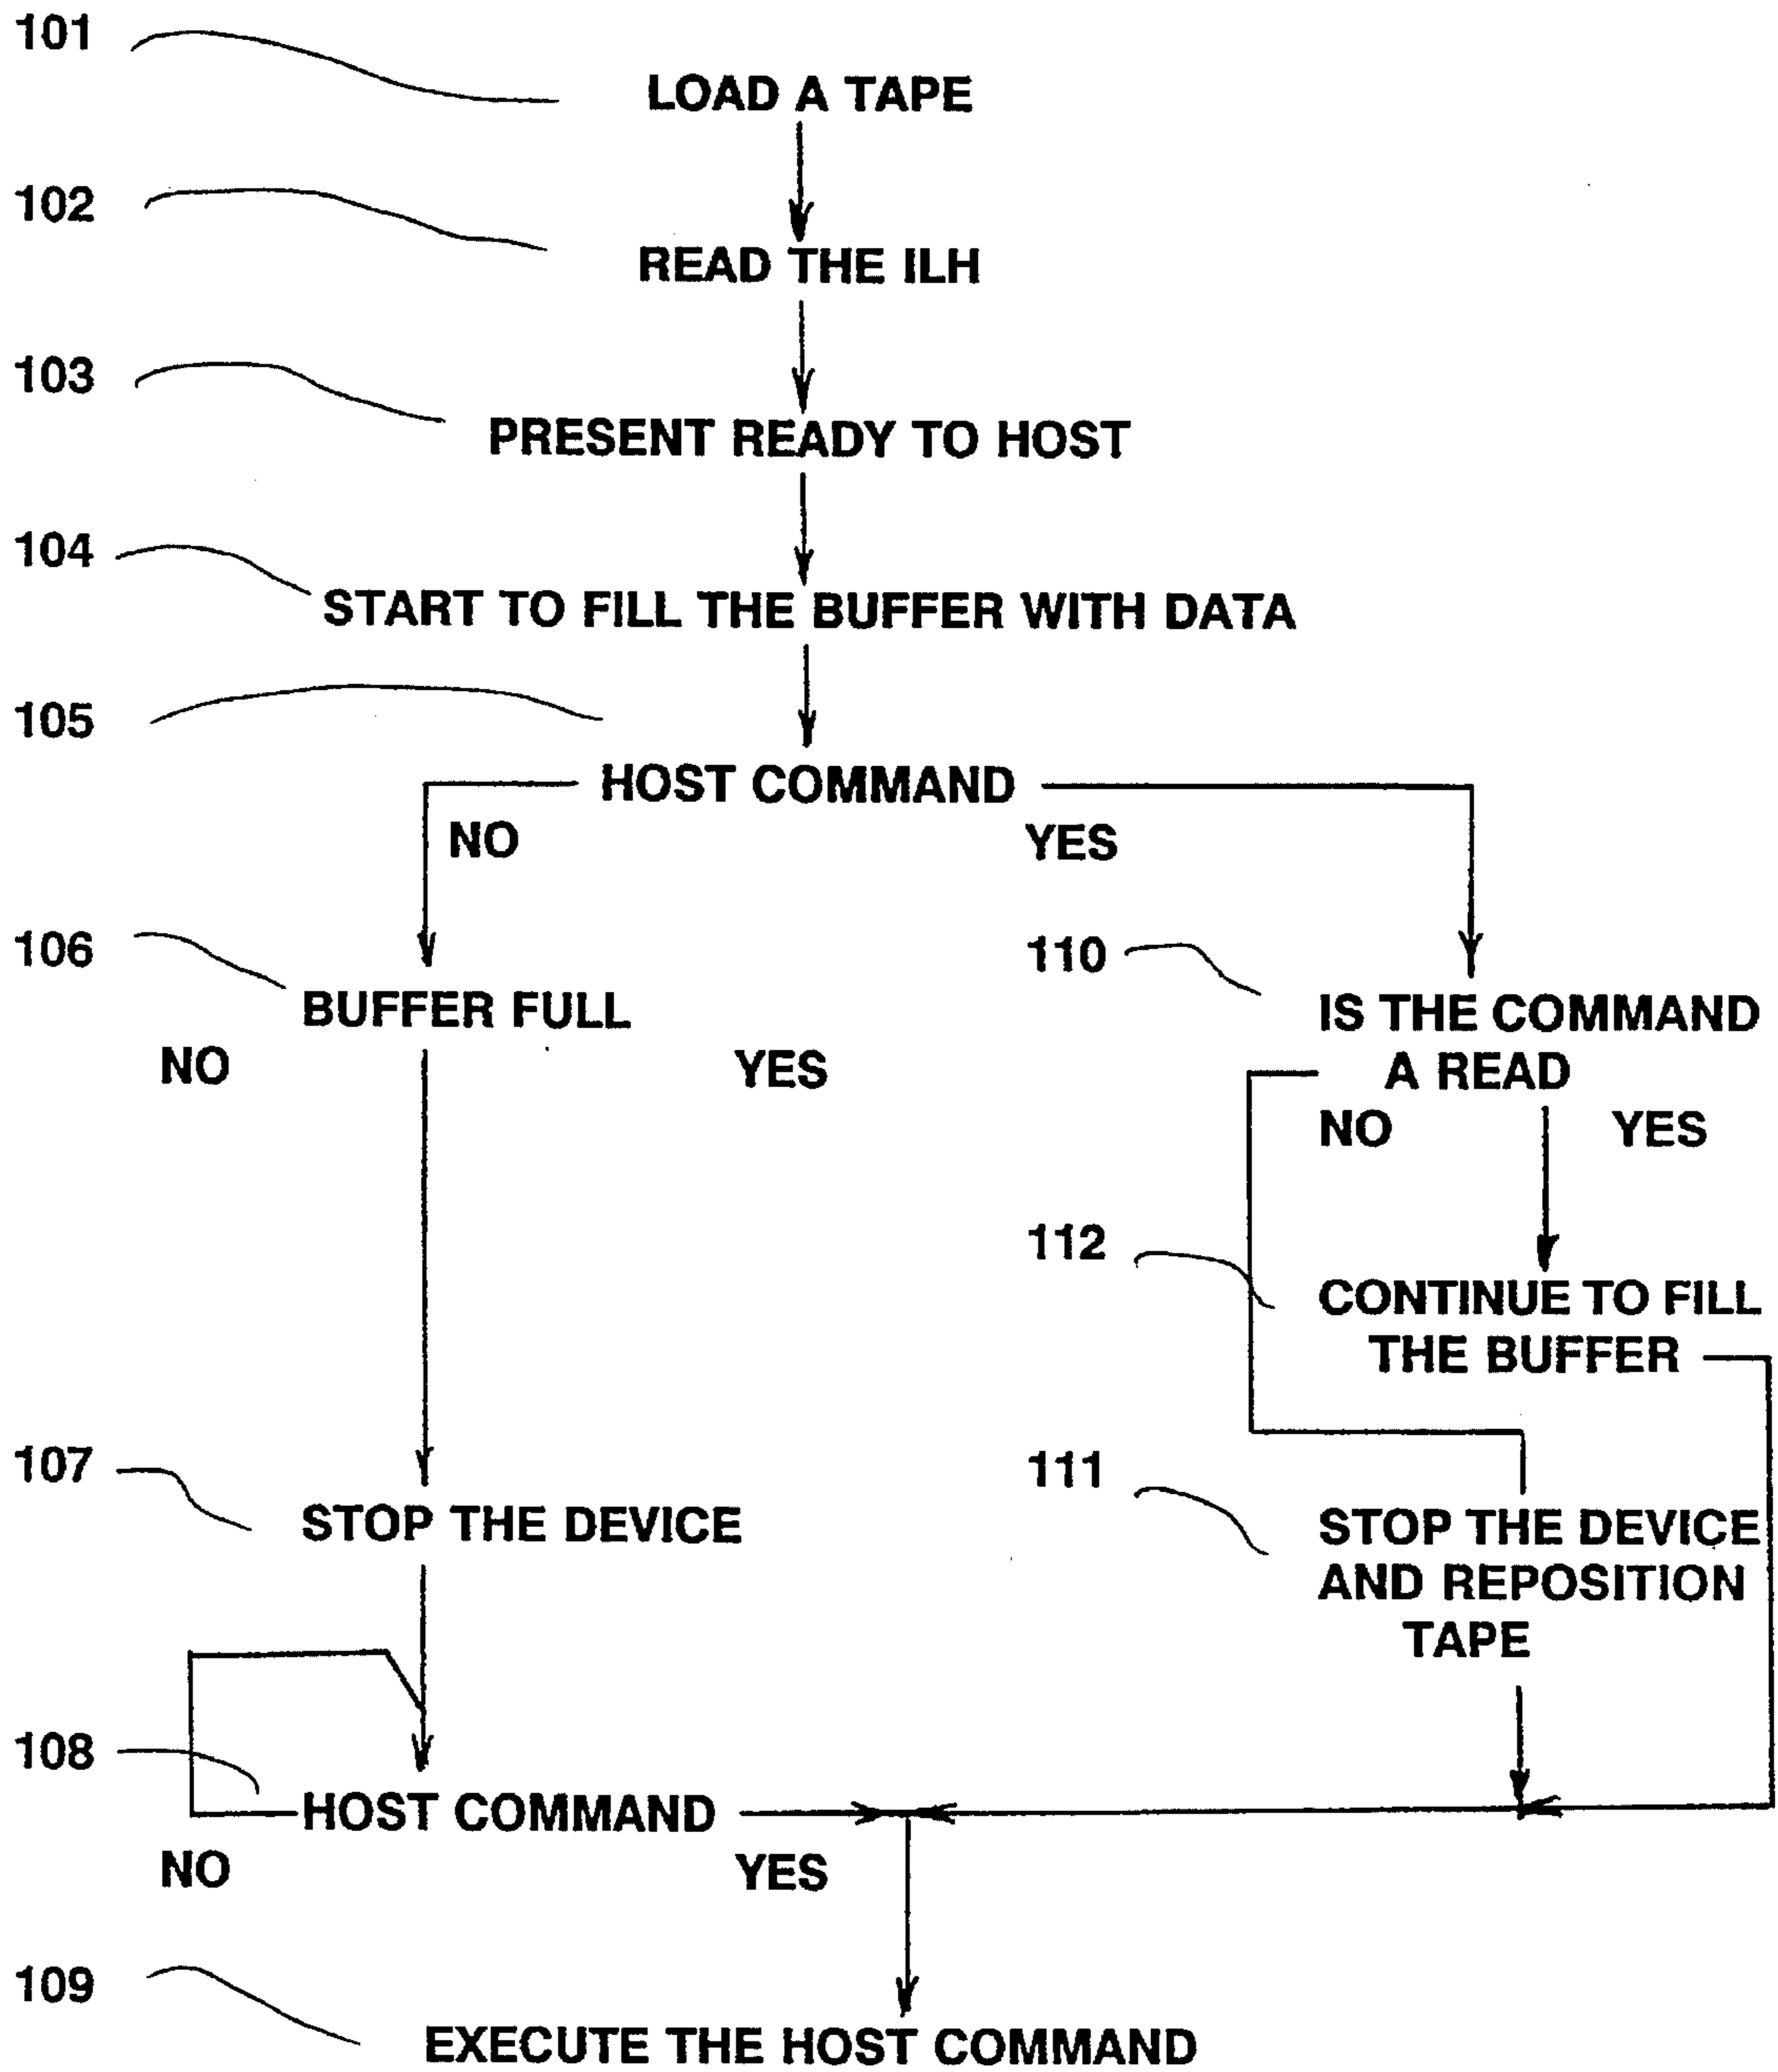 101
LOAD A TAPE
102
READ THE ILH
103
PRESENT READY TO HOST
104
START TO FILL THE BUFFER WITH DATA
105
HOST COMMAND
NO
YES
106
BUFFER FULL
NO
YES
110
IS THE COMMAND
A READ
NO
YES
112
CONTINUE TO FILL
THE BUFFER
107
STOP THE DEVICE
111
STOP THE DEVICE
AND REPOSITION
TAPE
108
HOST COMMAND
NO
YES
109
EXECUTE THE HOST COMMAND